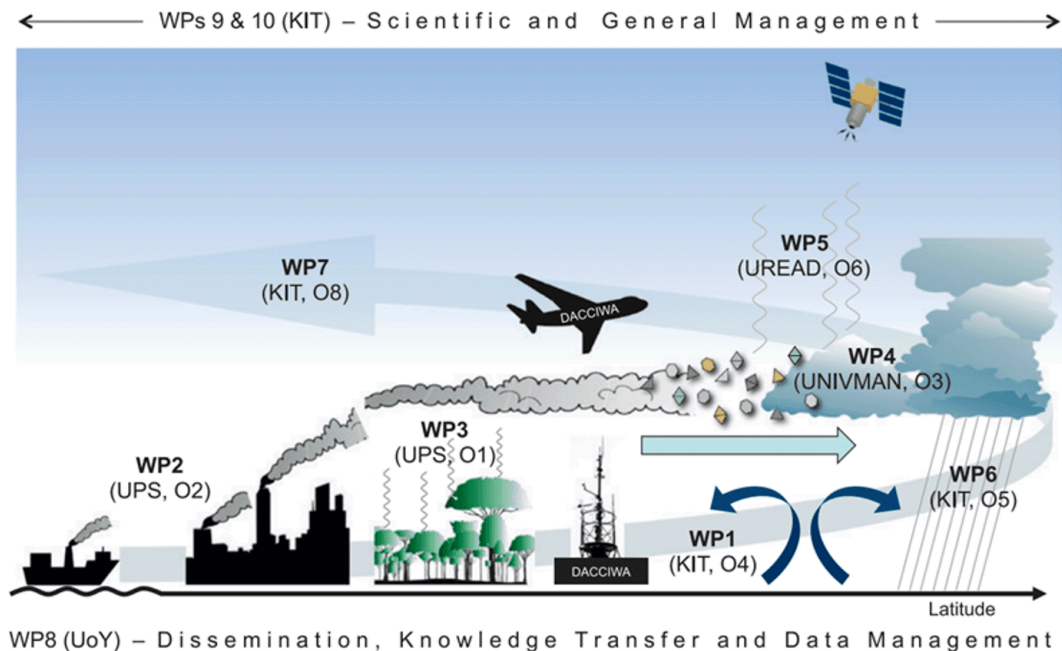 WPs 9 & 10 (KIT) – Scientific and General Management
WP5
(UREAD, O6)
WP7
(KIT, O8)
DACCIWA
WP4
(UNIVMAN, O3)
WP3
(UPS, O1)
WP2
(UPS, O2)
WP6
(KIT, O5)
WP1
(KIT, O4)
DACCIWA
Latitude
WP8 (UoY) – Dissemination, Knowledge Transfer and Data Management